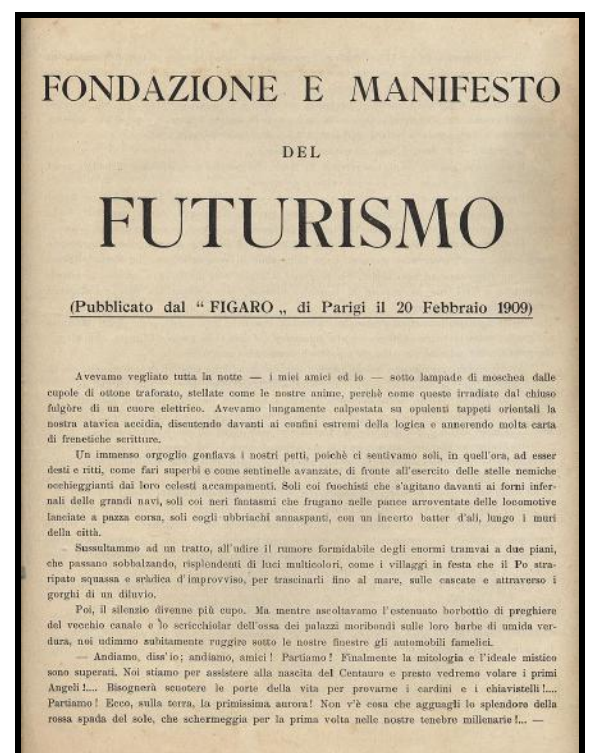 FONDAZIONE E MANIFESTO
DEL
FUTURISMO
(Pubblicato dal “ FIGARO „ di Parigi il 20 Febbraio 1909)
Avevamo vegliato tutta la notte — i miei amici ed io — sotto lampade di moschea dalle
cupole di ottone traforato, stellate come le nostre anime, perchè come queste irradiate dal chiuso
fulgòre di un cuore elettrico. Avevamo lungamente calpestata su opulenti tappeti orientali la
nostra atavica accidia, discutendo davanti ai confini estremi della logica e annerendo molta carta
di frenetiche scritture.
Un immenso orgoglio gonfiava i nostri petti, poichè ci sentivamo soli, in quell'ora, ad esser
desti e ritti, come fari superbi e come sentinelle avanzate, di fronte all'esercito delle stelle nemiche
occhieggianti dai loro celesti accampamenti. Soli coi fuochisti che s'agitano davanti ai forni infer-
nali delle grandi navi, soli coi neri fantasmi che frugano nelle pance arroventate delle locomotive
lanciate a pazza corsa, soli cogli ubbriachi annaspanti, con un incerto batter d'ali, lungo i muri
della città.
Sussultammo ad un tratto, all'udire il rumore formidabile degli enormi tramvai a due piani,
che passano sobbalzando, risplendenti di luci multicolori, come i villaggi in festa che il Po stra-
ripato squassa e sràdica d'improvviso, per trascinarli fino al mare, sulle cascate e attraverso i
gorghi di un diluvio.
Poi, il silenzio divenne più cupo. Ma mentre ascoltavamo l'estenuato borbottio di preghiere
del vecchio canale e lo scricchiolar dell'ossa dei palazzi moribondi sulle loro barbe di umida ver-
dura, noi udimmo subitamente ruggire sotto le nostre finestre gli automobili famelici.
— Andiamo, diss'io; andiamo, amici ! Partiamo ! Finalmente la mitologia e l'ideale mistico
sono superati. Noi stiamo per assistere alla nascita del Centauro e presto vedremo volare i primi
Angeli !.... Bisognerà scuotere le porte della vita per provarne i cardini e i chiavistelli !....
Partiamo ! Ecco, sulla terra, la primissima aurora ! Non v'è cosa che agguagli lo splendore della
rossa spada del sole, che schermeggia per la prima volta nelle nostre tenebre millenarie !... —